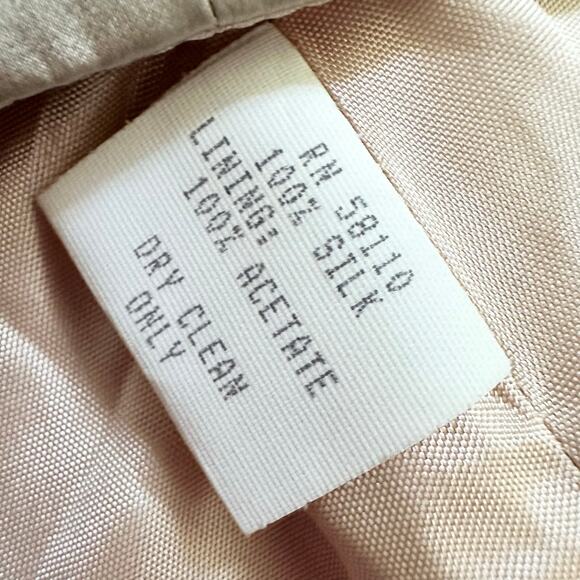 RN 58110
100% SILK
LINING:
100% ACETATE
DRY CLEAN
ONLY